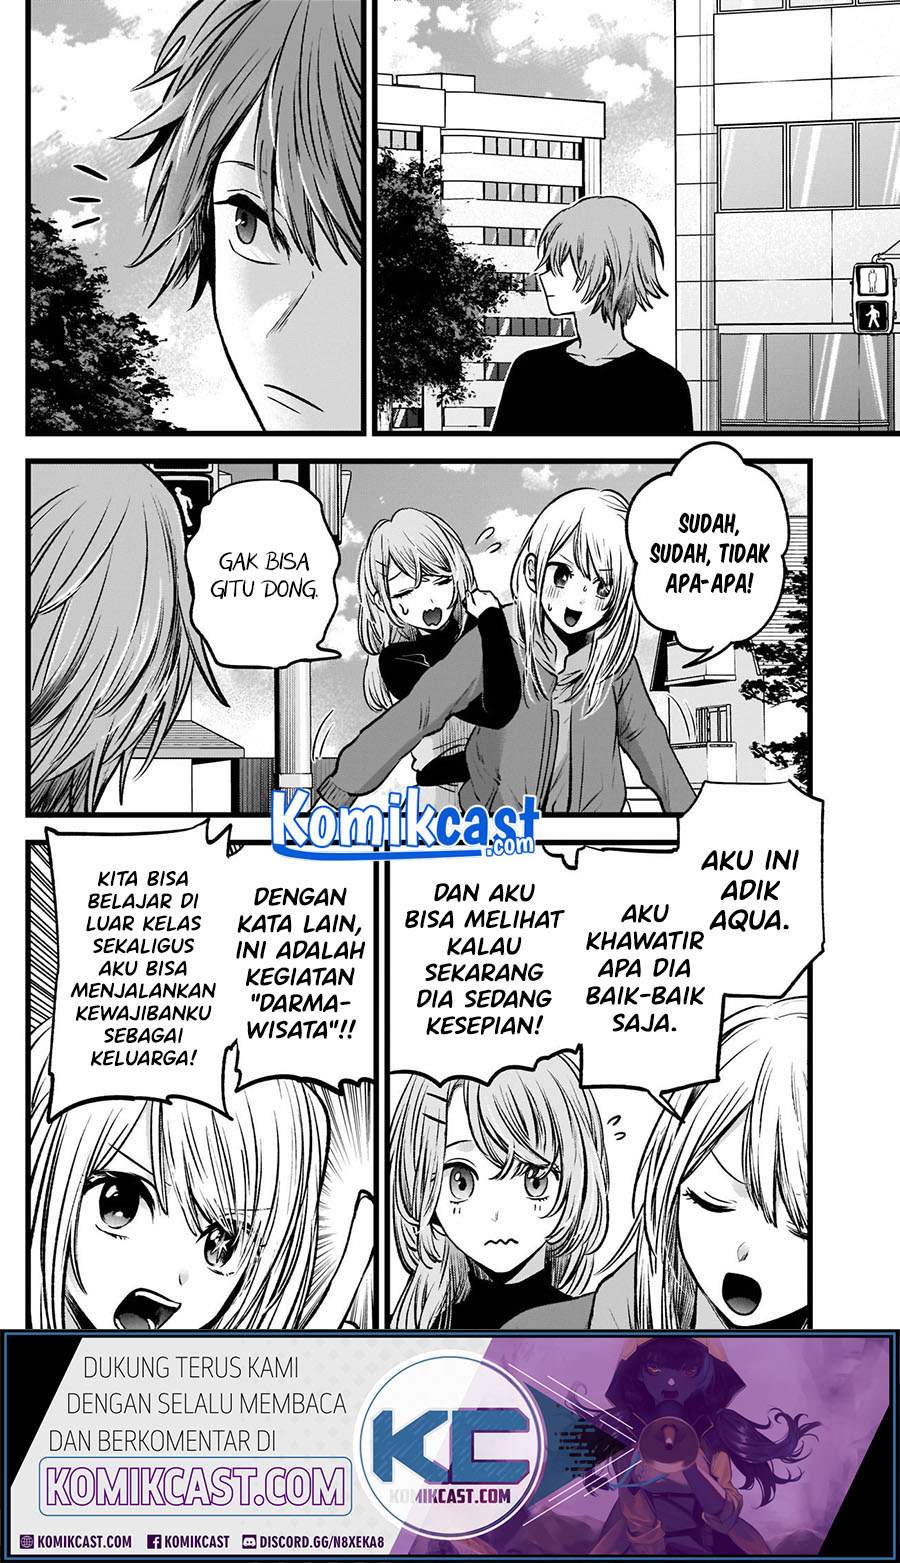 SUDAH,
SUDAH, TIDAK
APA-APA!
GAK BISA
GITU DONG.
Komikcast
.com
AKU INI
ADIK
AQUA.
AKU
KHAWATIR
APA DIA
BAIK-BAIK
SAJA.
DAN AKU
BISA MELIHAT
KALAU
SEKARANG
DIA SEDANG
KESEPIAN!
DENGAN
KATA LAIN,
INI ADALAH
KEGIATAN
"DARMA-
WISATA"!!
KITA BISA
BELAJAR DI
LUAR KELAS
SEKALIGUS
AKU BISA
MENJALANKAN
KEWAJIBANKU
SEBAGAI
KELUARGA!
DUKUNG TERUS KAMI
DENGAN SELALU MEMBACA
DAN BERKOMENTAR DI
KOMIKCAST.COM
KOMIKCAST.COM KOMIKCAST DISCORD.GG/N8XEKA8
KC
KOMIKCAST.COM